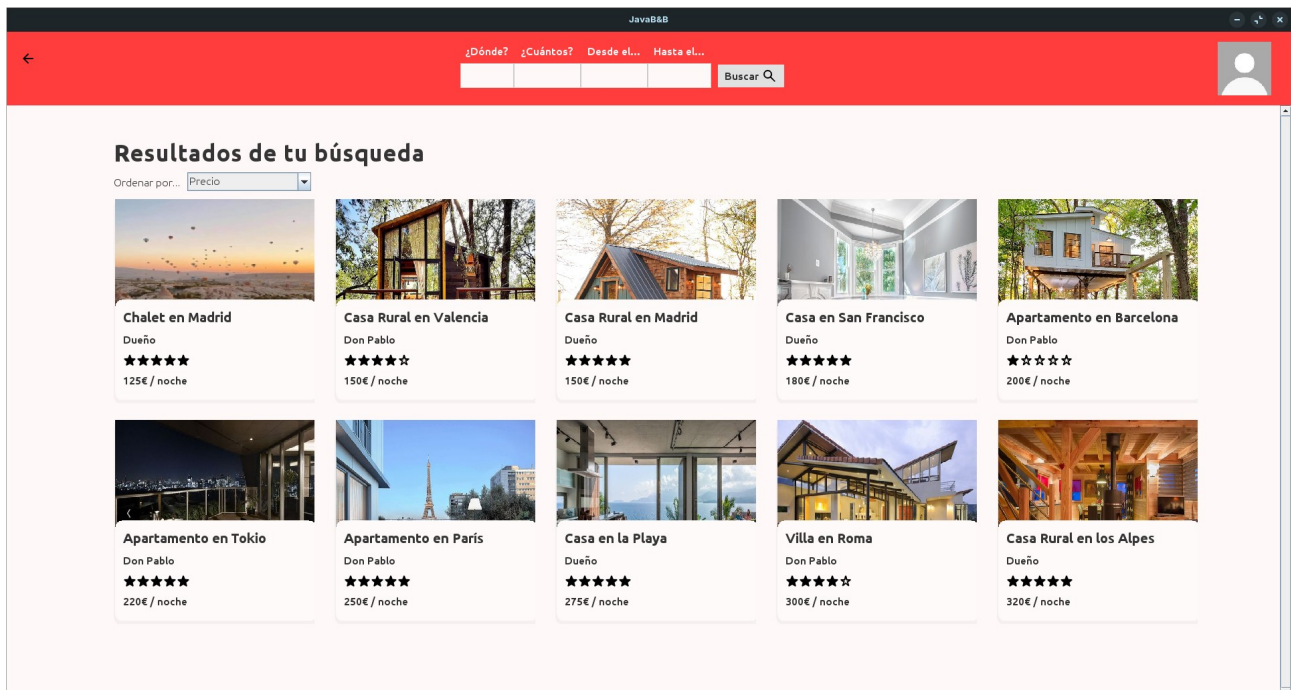 JavaB&B
¿Dónde? ¿Cuántos? Desde el... Hasta el...
Buscar
Resultados de tu búsqueda
Ordenar por... Precio
Chalet en Madrid
Dueño
★★★★★
125€ / noche
Casa Rural en Valencia
Don Pablo
★★★★☆
150€ / noche
Casa Rural en Madrid
Dueño
★★★★★
150€ / noche
Casa en San Francisco
Dueño
★★★★★
180€ / noche
Apartamento en Barcelona
Don Pablo
★☆☆☆☆
200€ / noche
Apartamento en Tokio
Don Pablo
★★★★★
220€ / noche
Apartamento en París
Don Pablo
★★★★★
250€ / noche
Casa en la Playa
Dueño
★★★★★
275€ / noche
Villa en Roma
Don Pablo
★★★★☆
300€ / noche
Casa Rural en los Alpes
Dueño
★★★★★
320€ / noche